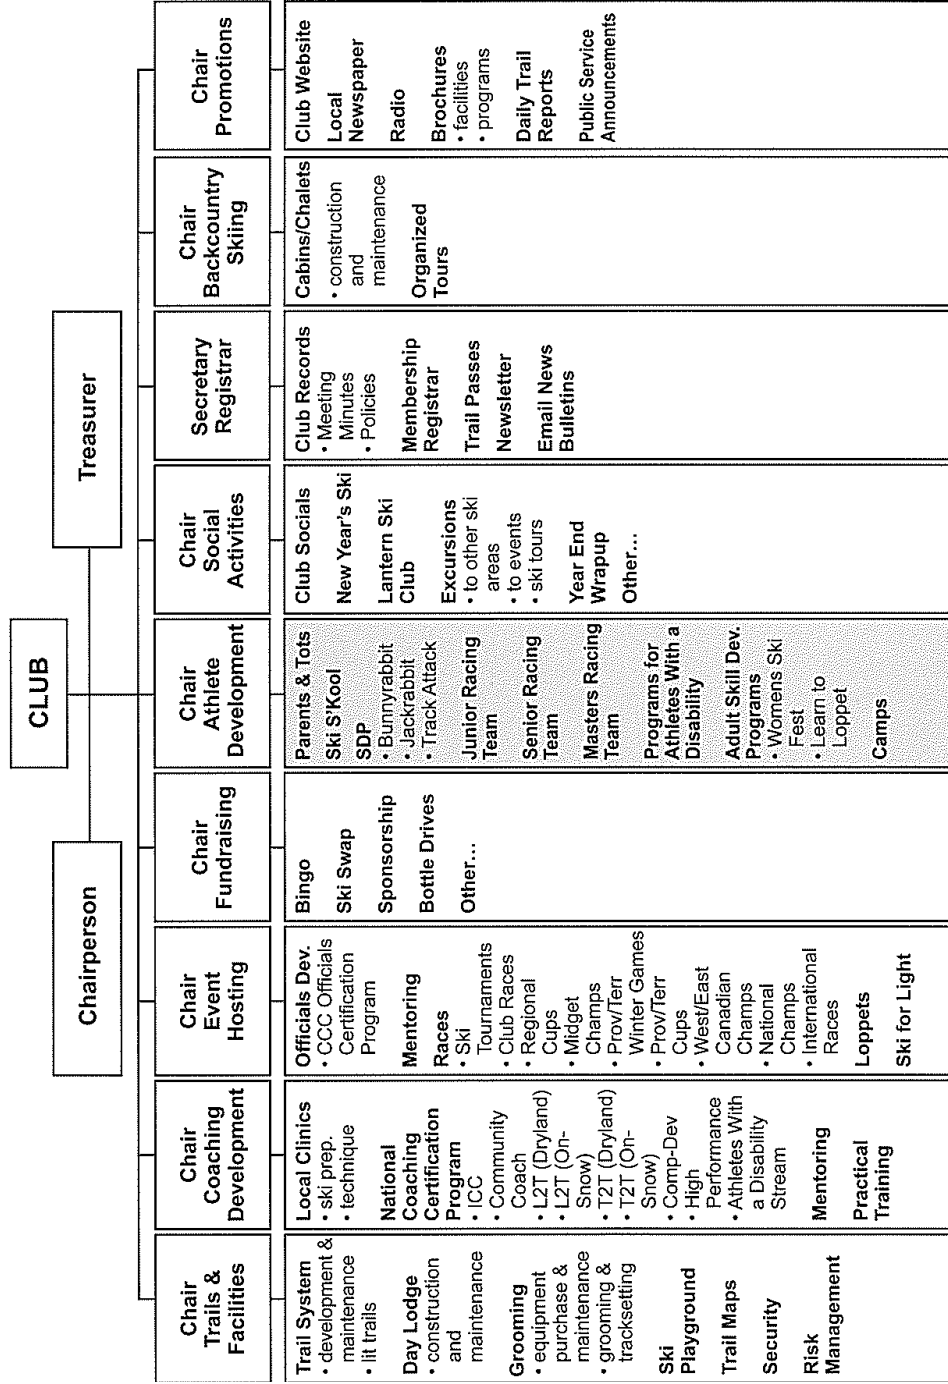 CLUB
Chairperson
Treasurer
Chair
Trails &
Facilities
Trail System
• development &
maintenance
• lit trails
Day Lodge
• construction
and
maintenance
Grooming
• equipment
purchase &
maintenance
• grooming &
tracksetting
Ski
Playground
Trail Maps
Security
Risk
Management
Chair
Coaching
Development
Local Clinics
• ski prep.
• technique
National
Coaching
Certification
Program
• ICC
• Community
Coach
• L2T (Dryland)
• L2T (On-
Snow)
• T2T (Dryland)
• T2T (On-
Snow)
• Comp-Dev
• High
Performance
• Athletes With
a Disability
Stream
Mentoring
Practical
Training
Chair
Event
Hosting
Officials Dev.
• CCC Officials
Certification
Program
Mentoring
Races
• Ski
Tournaments
• Club Races
• Regional
Cups
• Midget
Champs
• Prov/Terr
Winter Games
• Prov/Terr
Cups
• West/East
Canadian
Champs
• National
Champs
• International
Races
Loppets
Ski for Light
Chair
Fundraising
Bingo
Ski Swap
Sponsorship
Bottle Drives
Other...
Chair
Athlete
Development
Parents & Tots
Ski S'Kool
SDP
• Bunnyrabbit
• Jackrabbit
• Track Attack
Junior Racing
Team
Senior Racing
Team
Masters Racing
Team
Programs for
Athletes With a
Disability
Adult Skill Dev.
Programs
• Womens Ski
Fest
• Learn to
Loppet
Camps
Chair
Social
Activities
Club Socials
New Year's Ski
Lantern Ski
Club
Excursions
• to other ski
areas
• to events
• ski tours
Year End
Wrapup
Other...
Secretary
Registrar
Club Records
• Meeting
Minutes
• Policies
Membership
Registrar
Trail Passes
Newsletter
Email News
Bulletins
Chair
Backcountry
Skiing
Cabins/Chalets
• construction
and
maintenance
Organized
Tours
Chair
Promotions
Club Website
Local
Newspaper
Radio
Brochures
• facilities
• programs
Daily Trail
Reports
Public Service
Announcements